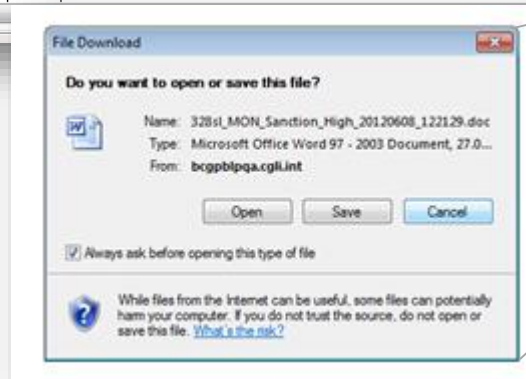 File Download
Do you want to open or save this file?
Name: 328sl_MON_Sanction_High_20120608_122129.doc
Type: Microsoft Office Word 97 - 2003 Document, 27.0...
From: bcgpblpqa.cgli.int
Open Save Cancel
Always ask before opening this type of file
While files from the Internet can be useful, some files can potentially
harm your computer. If you do not trust the source, do not open or
save this file. What's the risk?